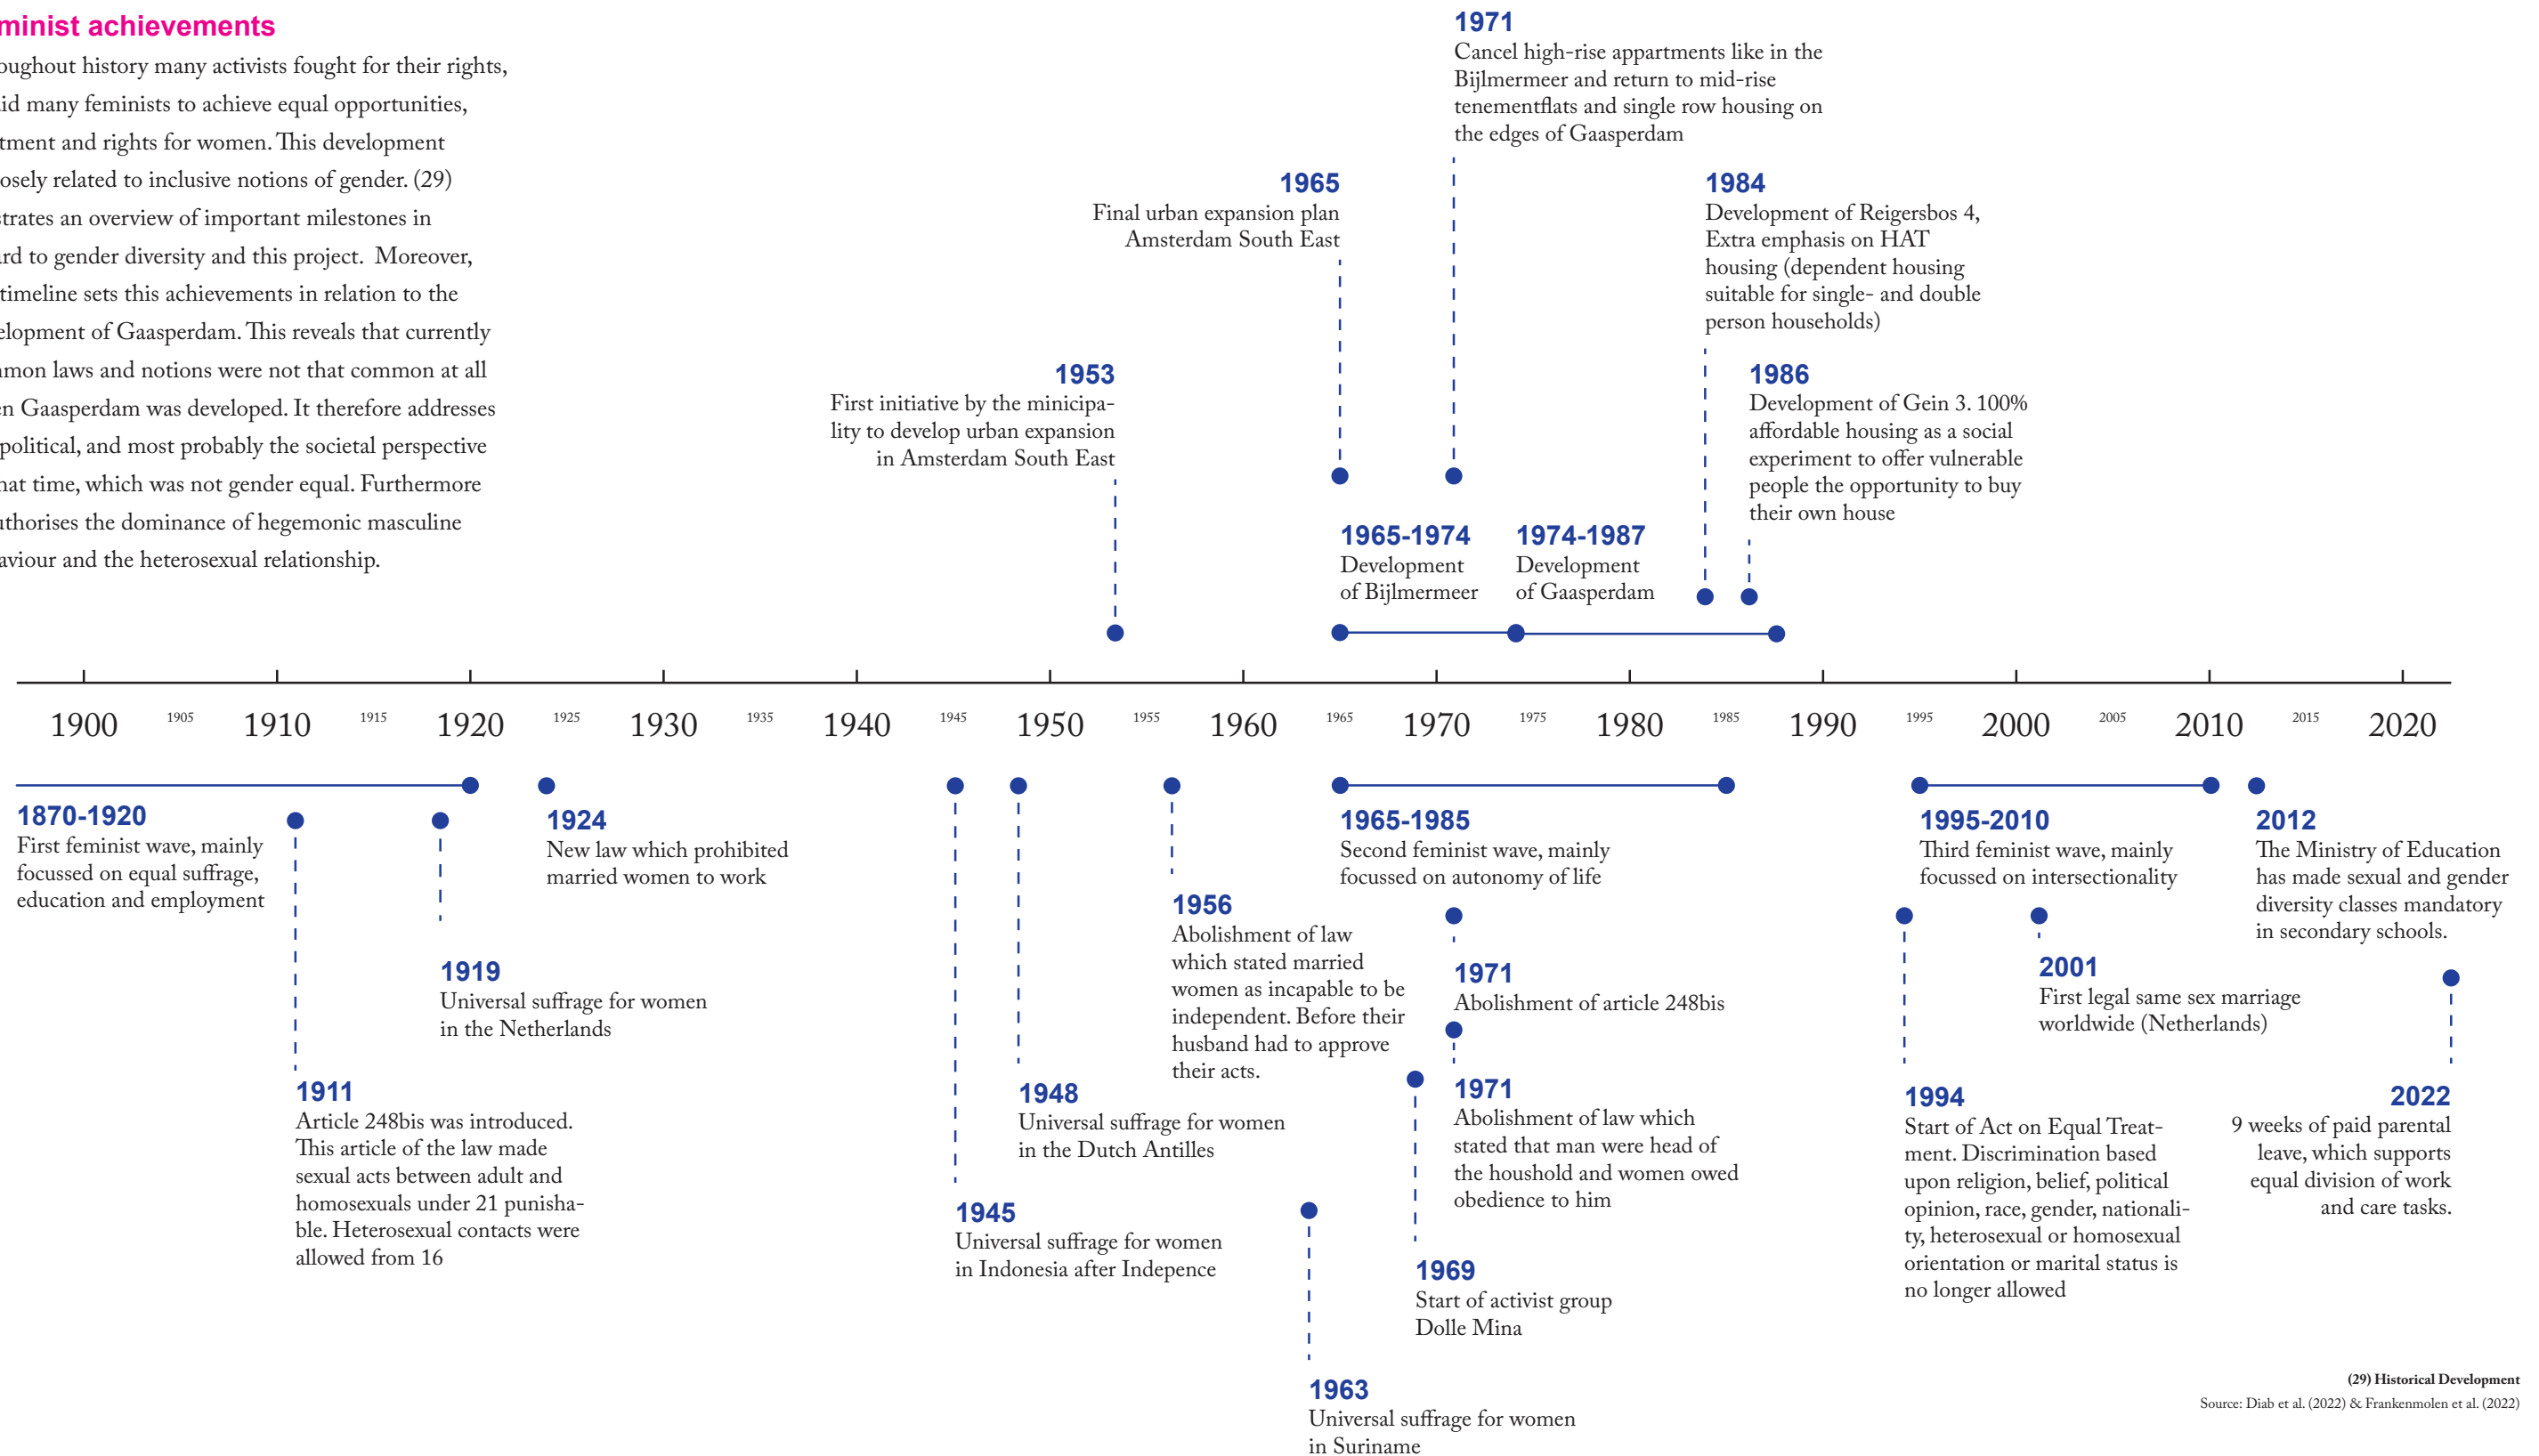 minist achievements
oughout history many activists fought for their rights,
id many feminists to achieve equal opportunities,
tment and rights for women. This development
osely related to inclusive notions of gender. (29)
strates an overview of important milestones in
ard to gender diversity and this project. Moreover,
timeline sets this achievements in relation to the
elopment of Gaasperdam. This reveals that currently
mmon laws and notions were not that common at all
en Gaasperdam was developed. It therefore addresses
political, and most probably the societal perspective
hat time, which was not gender equal. Furthermore
uthorises the dominance of hegemonic masculine
aviour and the heterosexual relationship.
1971
Cancel high-rise appartments like in the
Bijlmermeer and return to mid-rise
tenementflats and single row housing on
the edges of Gaasperdam
1965
Final urban expansion plan
Amsterdam South East
1984
Development of Reigersbos 4,
Extra emphasis on HAT
housing (dependent housing
suitable for single- and double
person households)
1953
First initiative by the minicipa-
lity to develop urban expansion
in Amsterdam South East
1986
Development of Gein 3. 100%
affordable housing as a social
experiment to offer vulnerable
people the opportunity to buy
their own house
1965-1974
Development
of Bijlmermeer
1974-1987
Development
of Gaasperdam
1900 1905 1910 1915 1920 1925 1930 1935 1940 1945 1950 1955 1960 1965 1970 1975 1980 1985 1990 1995 2000 2005 2010 2015 2020
1870-1920
First feminist wave, mainly
focussed on equal suffrage,
education and employment
1924
New law which prohibited
married women to work
1965-1985
Second feminist wave, mainly
focussed on autonomy of life
1995-2010
Third feminist wave, mainly
focussed on intersectionality
2012
The Ministry of Education
has made sexual and gender
diversity classes mandatory
in secondary schools.
1956
Abolishment of law
which stated married
women as incapable to be
independent. Before their
husband had to approve
their acts.
1919
Universal suffrage for women
in the Netherlands
1971
Abolishment of article 248bis
2001
First legal same sex marriage
worldwide (Netherlands)
1911
Article 248bis was introduced.
This article of the law made
sexual acts between adult and
homosexuals under 21 punisha-
ble. Heterosexual contacts were
allowed from 16
1948
Universal suffrage for women
in the Dutch Antilles
1971
Abolishment of law which
stated that man were head of
the houshold and women owed
obedience to him
1994
Start of Act on Equal Treat-
ment. Discrimination based
upon religion, belief, political
opinion, race, gender, nationali-
ty, heterosexual or homosexual
orientation or marital status is
no longer allowed
2022
9 weeks of paid parental
leave, which supports
equal division of work
and care tasks.
1945
Universal suffrage for women
in Indonesia after Indepence
1969
Start of activist group
Dolle Mina
1963
Universal suffrage for women
in Suriname
(29) Historical Development
Source: Diab et al. (2022) & Frankenmolen et al. (2022)